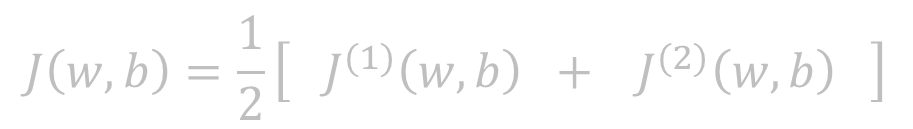 J(w, b) = 1/2 [ J^(1)(w, b) + J^(2)(w, b) ]